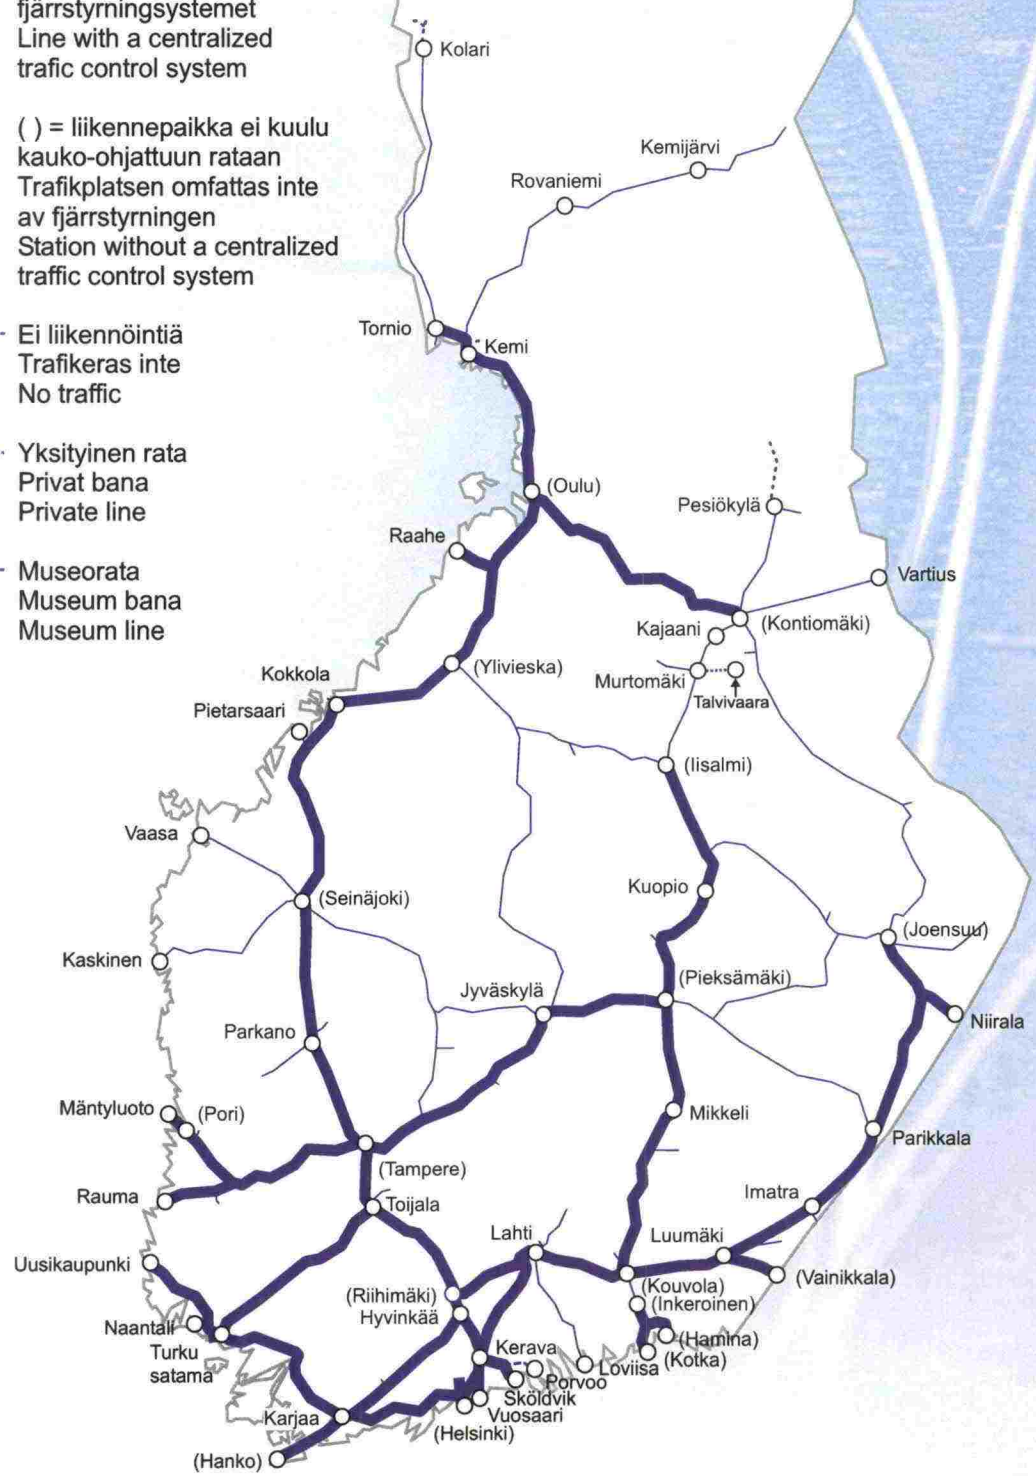 fjärrstyrningsystemet
Line with a centralized
trafic control system
( ) = liikennepaikka ei kuulu
kauko-ohjattuun rataan
Trafikplatsen omfattas inte
av fjärrstyrningen
Station without a centralized
traffic control system
Ei liikennöintiä
Trafikeras inte
No traffic
Yksityinen rata
Privat bana
Private line
Museorata
Museum bana
Museum line
Kolari
Kemijärvi
Rovaniemi
Tornio
Kemi
(Oulu)
Pesiökylä
Raahe
Vartius
Kajaani
(Kontiomäki)
(Ylivieska)
Murtomäki
Talvivaara
Kokkola
Pietarsaari
(Iisalmi)
Vaasa
Kuopio
(Seinäjoki)
(Joensuu)
Kaskinen
(Pieksämäki)
Jyväskylä
Niirala
Parkano
Mäntyluoto
(Pori)
Mikkeli
Parikkala
(Tampere)
Rauma
Toijala
Imatra
Lahti
Luumäki
Uusikaupunki
(Vainikkala)
(Kouvola)
(Riihimäki)
(Inkeroinen)
Hyvinkää
Naantali
(Hamina)
Turku
satama
Kerava
(Kotka)
Loviisa
Porvoo
Sköldvik
Vuosaari
Karjaa
(Helsinki)
(Hanko)